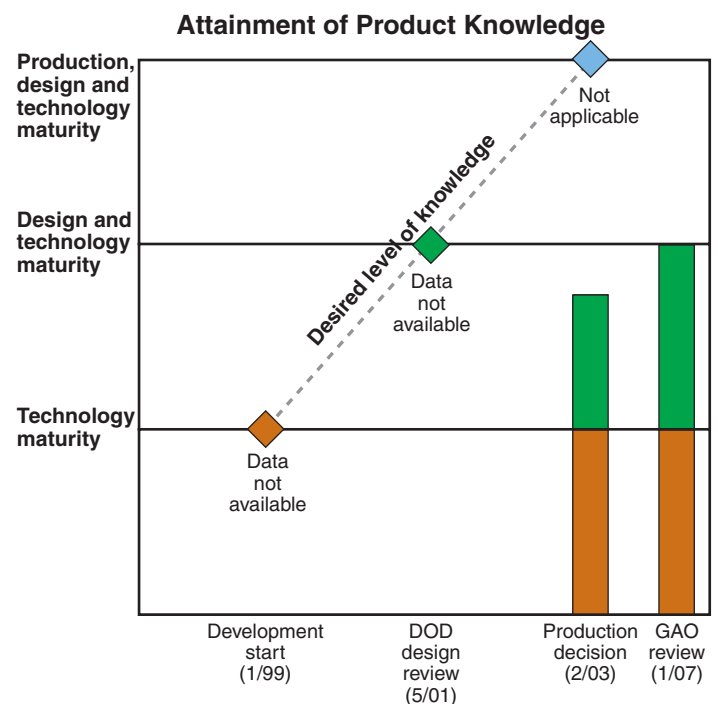 Attainment of Product Knowledge
Production,
design and
technology
maturity
Not
applicable
Desired level of knowledge
Design and
technology
maturity
Data
not
available
Technology
maturity
Data
not
available
Development
start
(1/99)
DOD
design
review
(5/01)
Production
decision
(2/03)
GAO
review
(1/07)